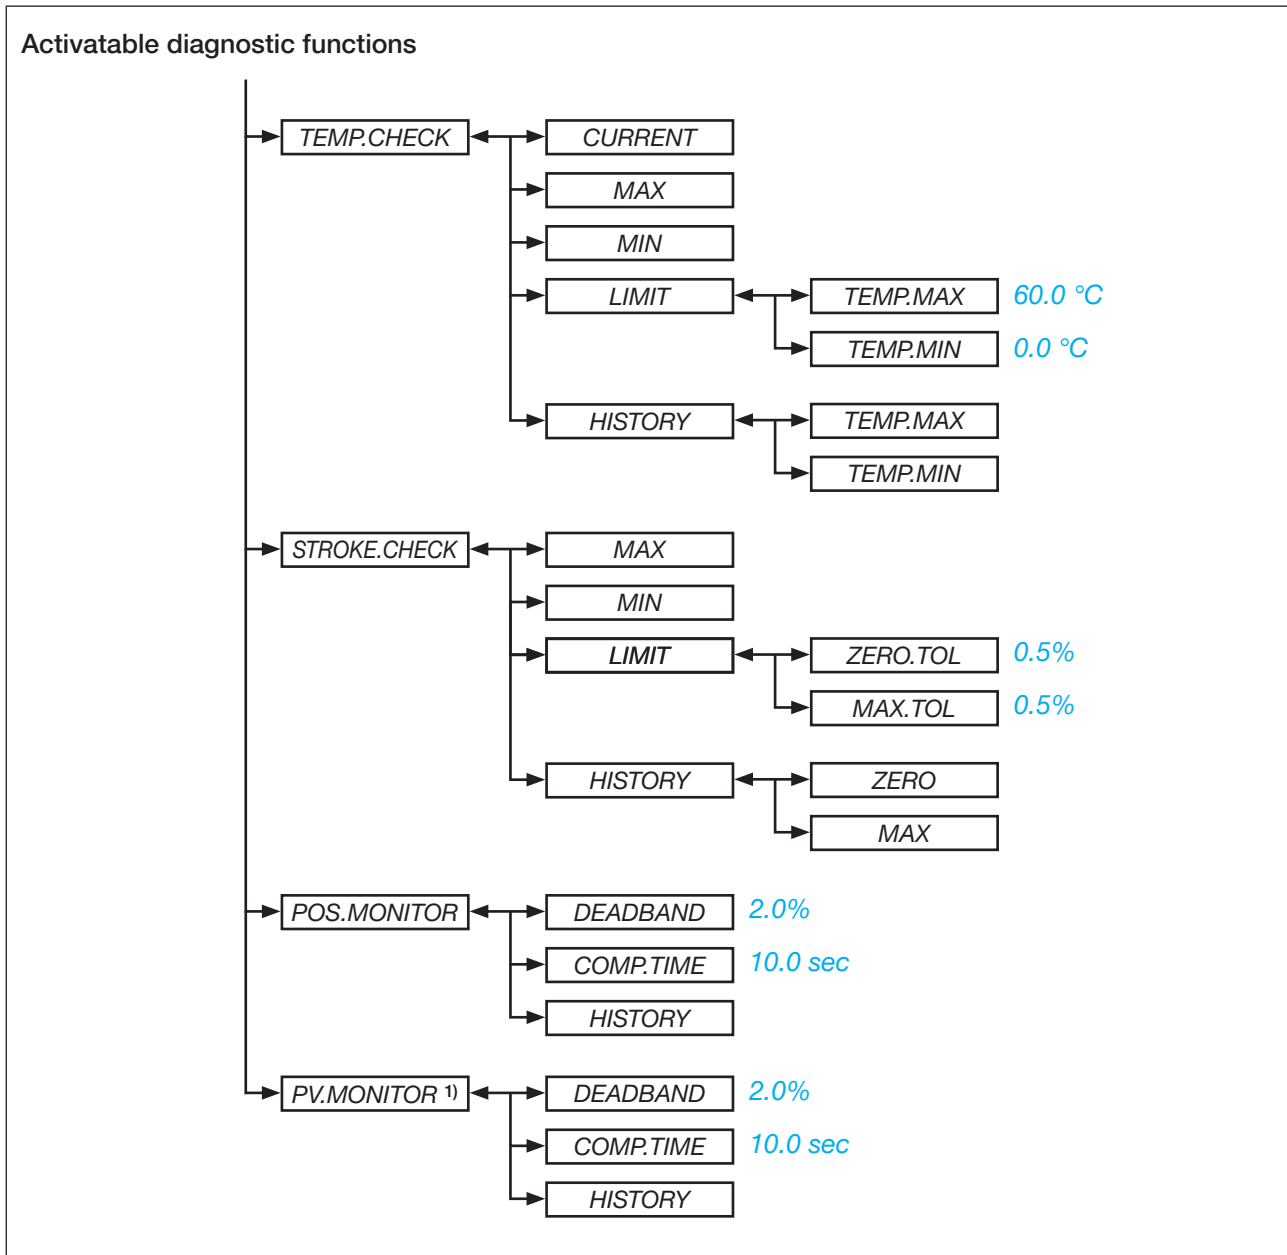 Activatable diagnostic functions
TEMP.CHECK
CURRENT
MAX
MIN
LIMIT
TEMP.MAX 60.0 °C
TEMP.MIN 0.0 °C
HISTORY
TEMP.MAX
TEMP.MIN
STROKE.CHECK
MAX
MIN
LIMIT
ZERO.TOL 0.5%
MAX.TOL 0.5%
HISTORY
ZERO
MAX
POS.MONITOR
DEADBAND 2.0%
COMP.TIME 10.0 sec
HISTORY
PV.MONITOR 1)
DEADBAND 2.0%
COMP.TIME 10.0 sec
HISTORY